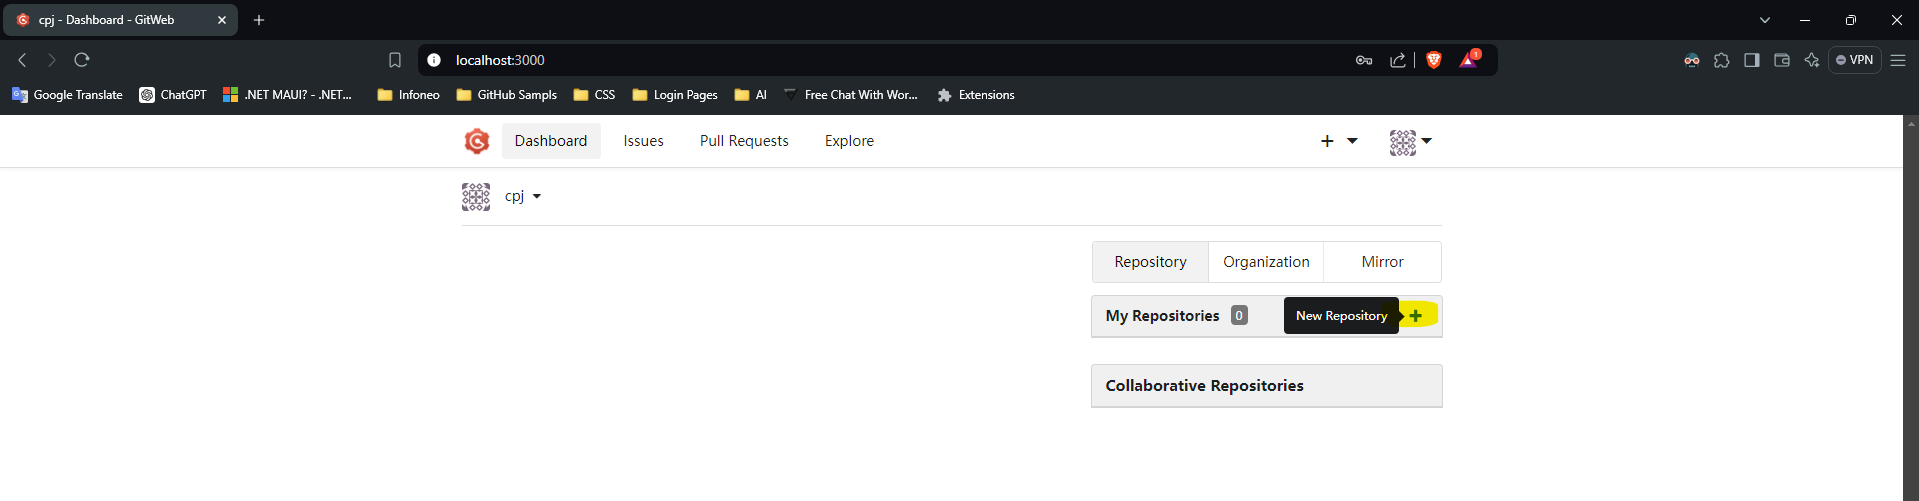 cpj - Dashboard - GitWeb
localhost:3000
1
VPN
Google Translate ChatGPT .NET MAUI? - .NET... Infoneo GitHub Sampls CSS Login Pages AI Free Chat With Wor... Extensions
Dashboard Issues Pull Requests Explore
cpj
Repository Organization Mirror
My Repositories 0 New Repository
Collaborative Repositories